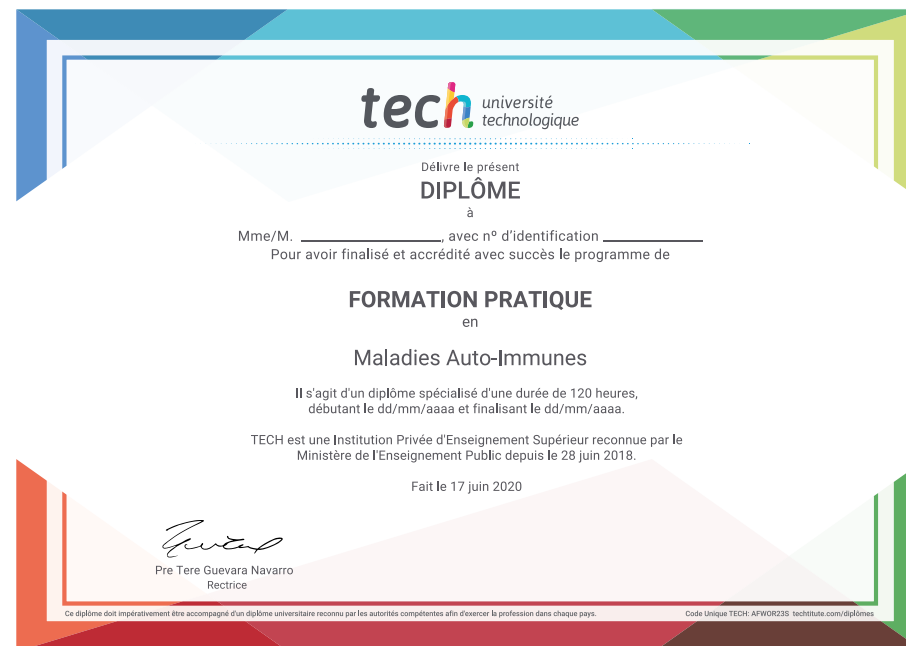 tech université
technologique
Délivre le présent
DIPLÔME
à
Mme/M. ____________________, avec nº d'identification ______________
Pour avoir finalisé et accrédité avec succès le programme de
FORMATION PRATIQUE
en
Maladies Auto-Immunes
Il s'agit d'un diplôme spécialisé d'une durée de 120 heures,
débutant le dd/mm/aaaa et finalisant le dd/mm/aaaa.
TECH est une Institution Privée d'Enseignement Supérieur reconnue par le
Ministère de l'Enseignement Public depuis le 28 juin 2018.
Fait le 17 juin 2020
Pre Tere Guevara Navarro
Rectrice
Ce diplôme doit impérativement être accompagné d'un diplôme universitaire reconnu par les autorités compétentes afin d'exercer la profession dans chaque pays.
Code Unique TECH: AFWOR23S techtitute.com/diplômes